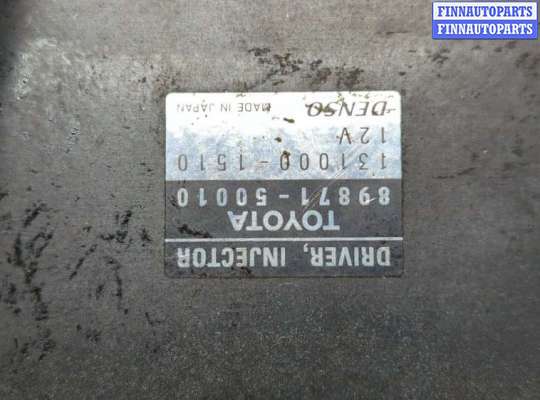 FINNAUTOPARTS
FINNAUTOPARTS
DRIVER, INJECTOR
TOYOTA
89871-50010
131000-1510
12V
DENSO MADE IN JAPAN